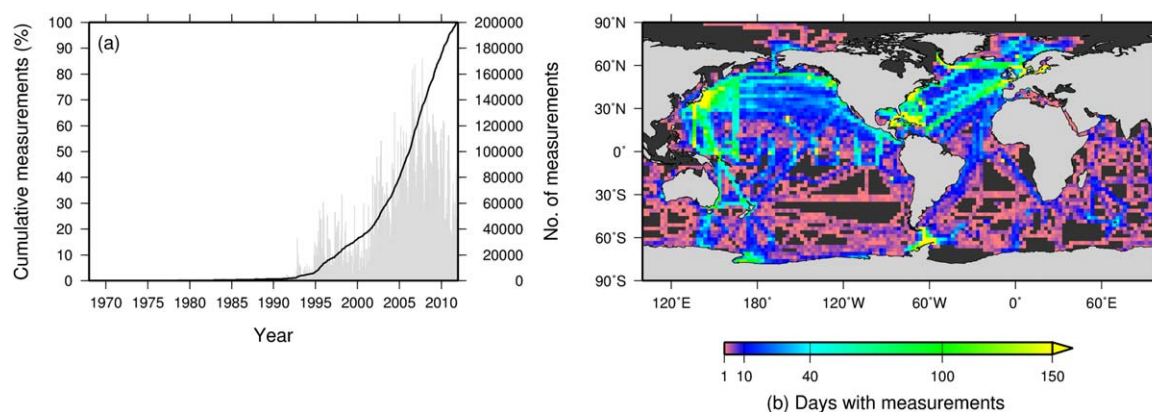 (a)
Cumulative measurements (%)
100
90
80
70
60
50
40
30
20
10
0
200000
180000
160000
140000
120000
100000
80000
60000
40000
20000
0
No. of measurements
1970 1975 1980 1985 1990 1995 2000 2005 2010
Year
90˚N
60˚N
30˚N
0˚
30˚S
60˚S
90˚S
120˚E 180˚ 120˚W 60˚W 0˚ 60˚E
1 10 40 100 150
(b) Days with measurements